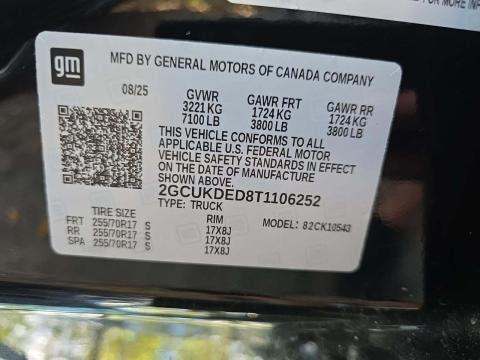 gm
MFD BY GENERAL MOTORS OF CANADA COMPANY
08/25
GVWR GAWR FRT GAWR RR
3221 KG 1724 KG 1724 KG
7100 LB 3800 LB 3800 LB
THIS VEHICLE CONFORMS TO ALL
APPLICABLE U.S. FEDERAL MOTOR
VEHICLE SAFETY STANDARDS IN EFFECT
ON THE DATE OF MANUFACTURE
SHOWN ABOVE.
2GCUKDED8T1106252
TYPE: TRUCK
TIRE SIZE RIM MODEL: 82CK10543
FRT 255/70R17 S 17X8J
RR 255/70R17 S 17X8J
SPA 255/70R17 S 17X8J